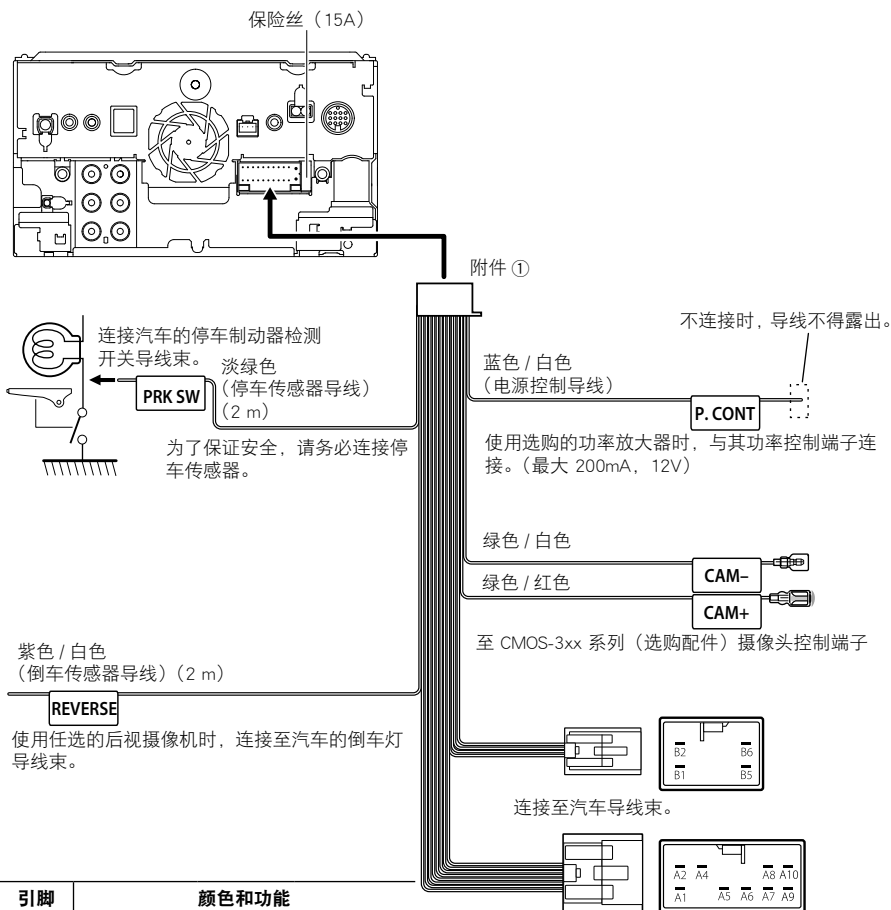 保险丝（15A）
附件 ①
连接汽车的停车制动器检测
开关导线束。
淡绿色
（停车传感器导线）
（2 m）
PRK SW
为了保证安全，请务必连接停
车传感器。
不连接时，导线不得露出。
蓝色 / 白色
（电源控制导线）
P. CONT
使用选购的功率放大器时，与其功率控制端子连
接。（最大 200mA，12V）
绿色 / 白色
CAM–
绿色 / 红色
CAM+
至 CMOS-3xx 系列（选购配件）摄像头控制端子
紫色 / 白色
（倒车传感器导线）（2 m）
REVERSE
使用任选的后视摄像机时，连接至汽车的倒车灯
导线束。
B2 B6
B1 B5
连接至汽车导线束。
A2 A4 A8 A10
A1 A5 A6 A7 A9
引脚 颜色和功能